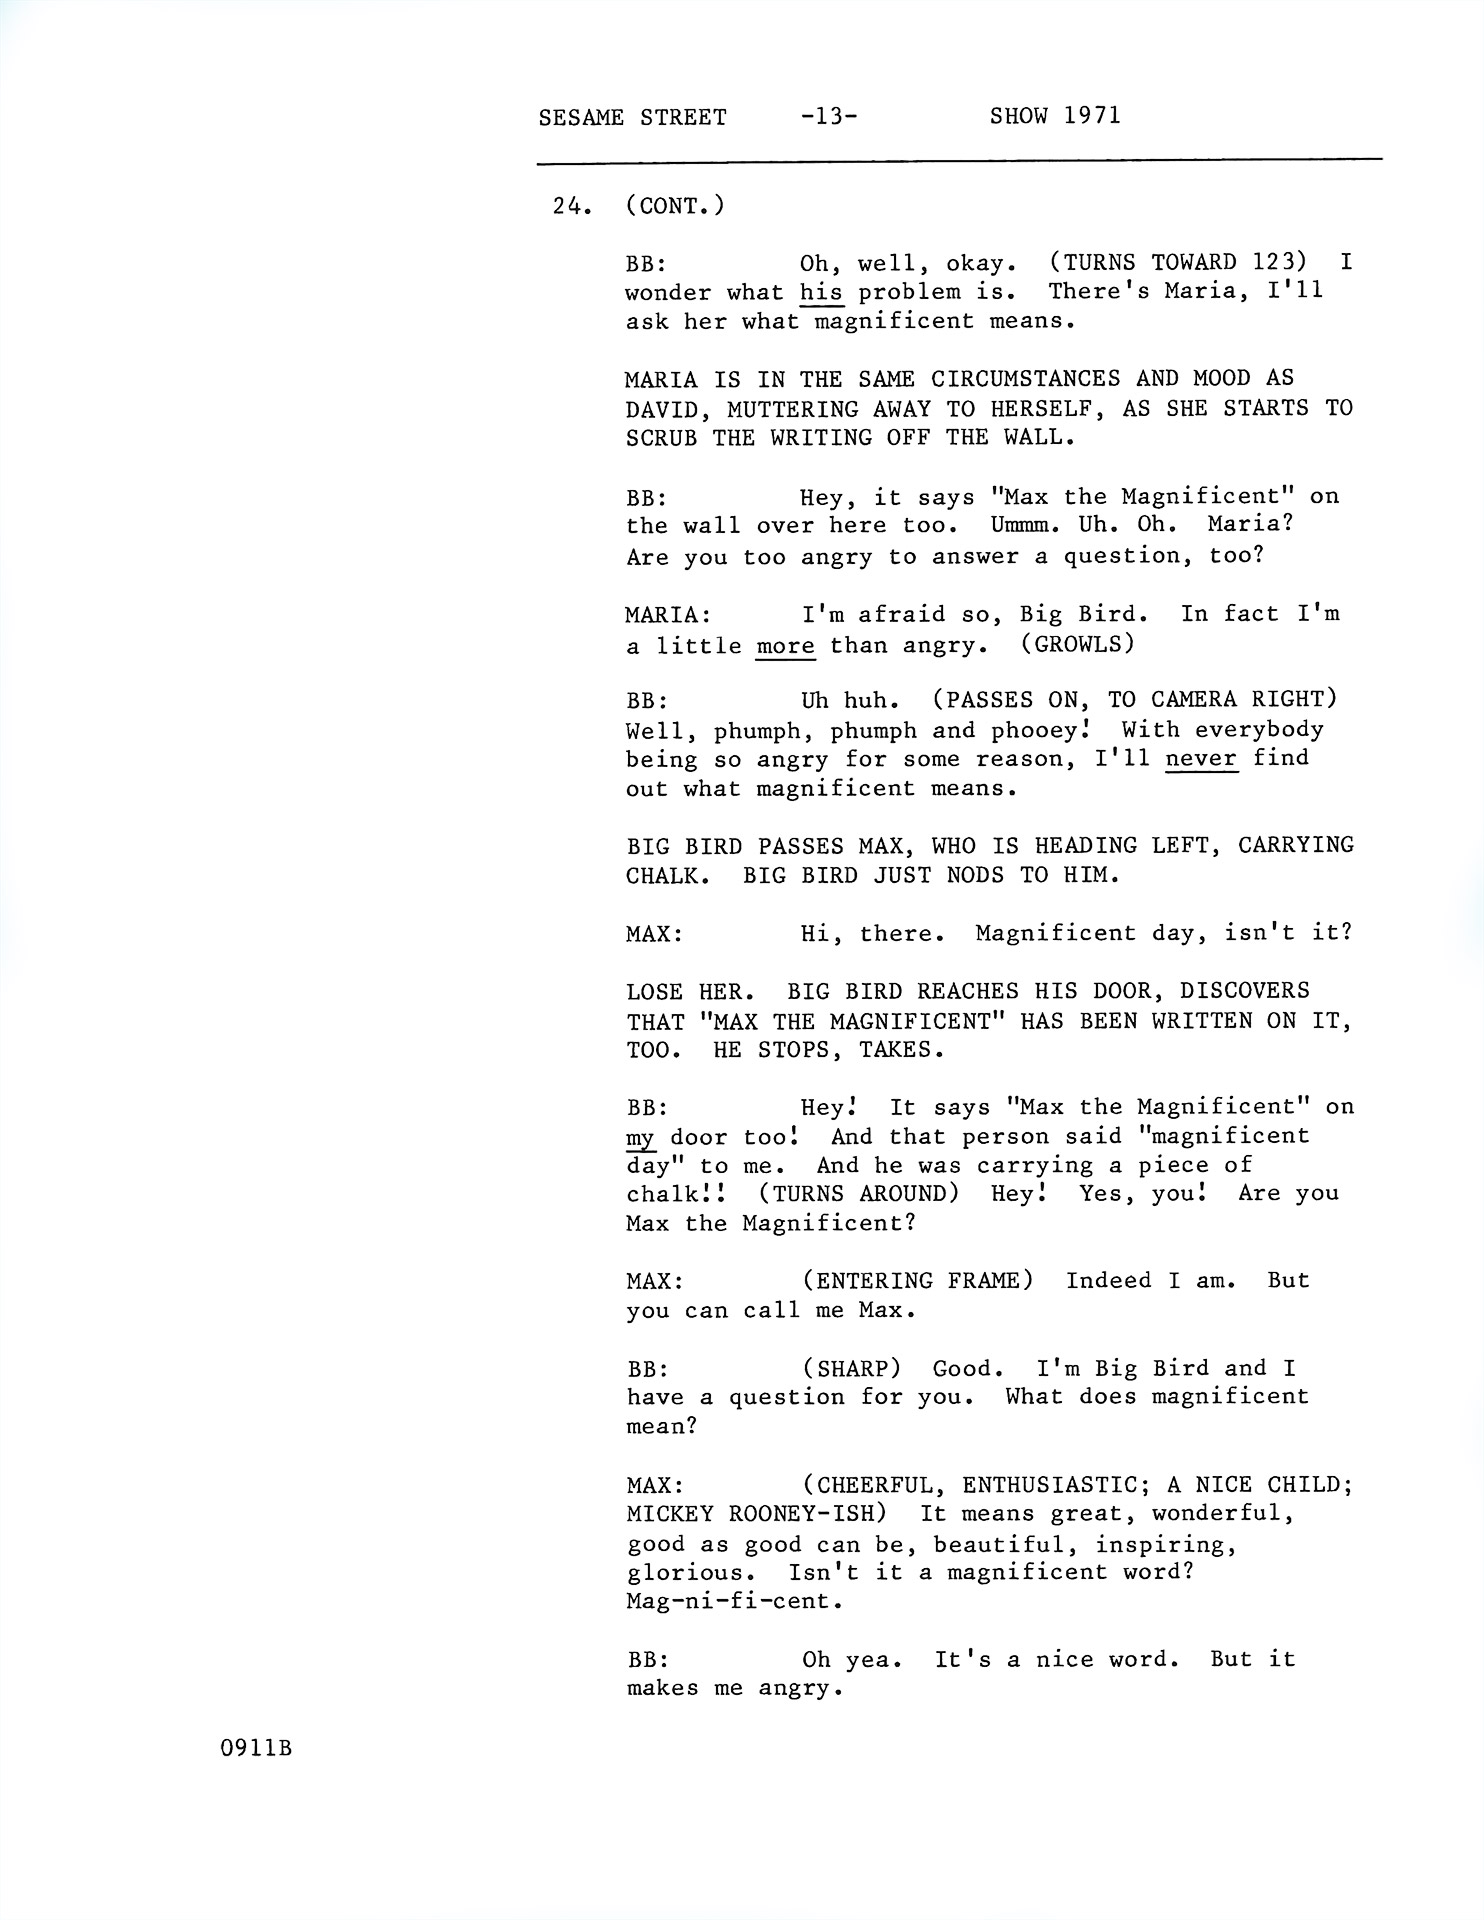 SESAME STREET -13- SHOW 1971
24. (CONT.)
BB: Oh, well, okay. (TURNS TOWARD 123) I
wonder what his problem is. There's Maria, I'll
ask her what magnificent means.
MARIA IS IN THE SAME CIRCUMSTANCES AND MOOD AS
DAVID, MUTTERING AWAY TO HERSELF, AS SHE STARTS TO
SCRUB THE WRITING OFF THE WALL.
BB: Hey, it says "Max the Magnificent" on
the wall over here too. Ummm. Uh. Oh. Maria?
Are you too angry to answer a question, too?
MARIA: I'm afraid so, Big Bird. In fact I'm
a little more than angry. (GROWLS)
BB: Uh huh. (PASSES ON, TO CAMERA RIGHT)
Well, phumph, phumph and phooey! With everybody
being so angry for some reason, I'll never find
out what magnificent means.
BIG BIRD PASSES MAX, WHO IS HEADING LEFT, CARRYING
CHALK. BIG BIRD JUST NODS TO HIM.
MAX: Hi, there. Magnificent day, isn't it?
LOSE HER. BIG BIRD REACHES HIS DOOR, DISCOVERS
THAT "MAX THE MAGNIFICENT" HAS BEEN WRITTEN ON IT,
TOO. HE STOPS, TAKES.
BB: Hey! It says "Max the Magnificent" on
my door too! And that person said "magnificent
day" to me. And he was carrying a piece of
chalk!! (TURNS AROUND) Hey! Yes, you! Are you
Max the Magnificent?
MAX: (ENTERING FRAME) Indeed I am. But
you can call me Max.
BB: (SHARP) Good. I'm Big Bird and I
have a question for you. What does magnificent
mean?
MAX: (CHEERFUL, ENTHUSIASTIC; A NICE CHILD;
MICKEY ROONEY-ISH) It means great, wonderful,
good as good can be, beautiful, inspiring,
glorious. Isn't it a magnificent word?
Mag-ni-fi-cent.
BB: Oh yea. It's a nice word. But it
makes me angry.
0911B